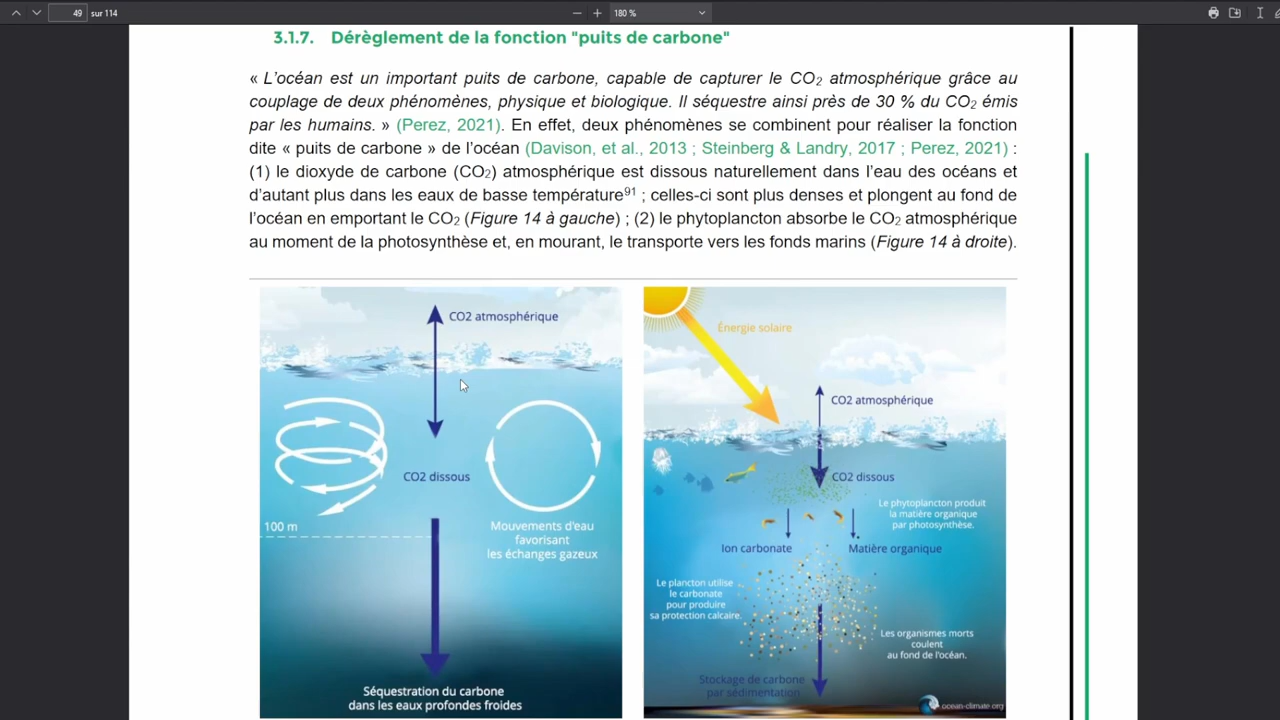 49 sur 114
180 %
3.1.7. Dérèglement de la fonction "puits de carbone"
« L'océan est un important puits de carbone, capable de capturer le CO₂ atmosphérique grâce au
couplage de deux phénomènes, physique et biologique. Il séquestre ainsi près de 30 % du CO₂ émis
par les humains. » (Perez, 2021). En effet, deux phénomènes se combinent pour réaliser la fonction
dite « puits de carbone » de l'océan (Davison, et al., 2013 ; Steinberg & Landry, 2017 ; Perez, 2021) :
(1) le dioxyde de carbone (CO₂) atmosphérique est dissous naturellement dans l'eau des océans et
d'autant plus dans les eaux de basse température⁹¹ ; celles-ci sont plus denses et plongent au fond de
l'océan en emportant le CO₂ (Figure 14 à gauche) ; (2) le phytoplancton absorbe le CO₂ atmosphérique
au moment de la photosynthèse et, en mourant, le transporte vers les fonds marins (Figure 14 à droite).
CO2 atmosphérique
CO2 dissous
100 m
Mouvements d'eau
favorisant
les échanges gazeux
Séquestration du carbone
dans les eaux profondes froides
Énergie solaire
CO2 atmosphérique
CO2 dissous
Le phytoplancton produit
la matière organique
par photosynthèse.
Ion carbonate
Matière organique
Le plancton utilise
le carbonate
pour produire
sa protection calcaire.
Les organismes morts
coulent
au fond de l'océan.
Stockage de carbone
par sédimentation
ocean-climate.org